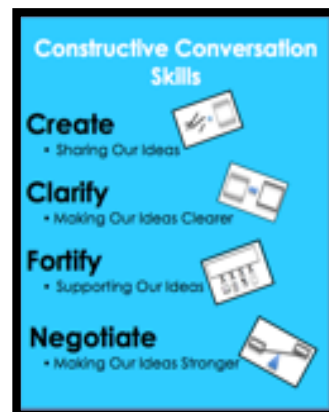 Constructive Conversation
Skills
Create
• Sharing Our Ideas
Clarify
• Making Our Ideas Clearer
Fortify
• Supporting Our Ideas
Negotiate
• Making Our Ideas Stronger